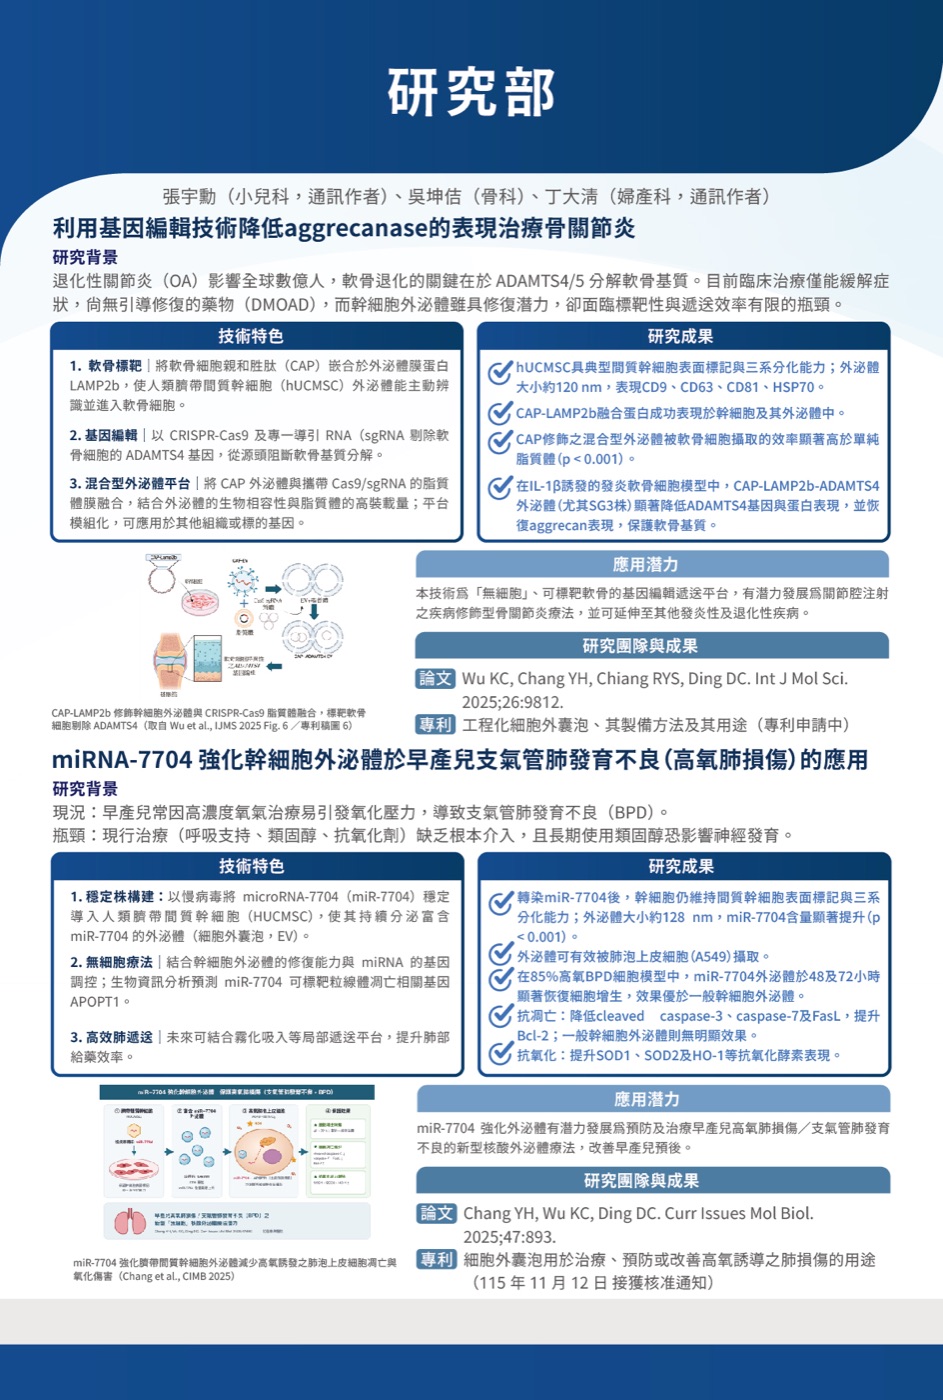 研究部
張宇勳（小兒科，通訊作者）、吳坤佶（骨科）、丁大清（婦產科，通訊作者）
利用基因編輯技術降低aggrecanase的表現治療骨關節炎
研究背景
退化性關節炎（OA）影響全球數億人，軟骨退化的關鍵在於 ADAMTS4/5 分解軟骨基質。目前臨床治療僅能緩解症
狀，尚無引導修復的藥物（DMOAD），而幹細胞外泌體雖具修復潛力，卻面臨標靶性與遞送效率有限的瓶頸。
技術特色
1. 軟骨標靶｜將軟骨細胞親和胜肽（CAP）嵌合於外泌體膜蛋白
LAMP2b，使人類臍帶間質幹細胞（hUCMSC）外泌體能主動辨
識並進入軟骨細胞。
2. 基因編輯｜以 CRISPR-Cas9 及專一導引 RNA（sgRNA 剔除軟
骨細胞的 ADAMTS4 基因，從源頭阻斷軟骨基質分解。
3. 混合型外泌體平台｜將 CAP 外泌體與攜帶 Cas9/sgRNA 的脂質
體膜融合，結合外泌體的生物相容性與脂質體的高裝載量；平台
模組化，可應用於其他組織或標的基因。
研究成果
hUCMSC具典型間質幹細胞表面標記與三系分化能力；外泌體
大小約120 nm，表現CD9、CD63、CD81、HSP70。
CAP-LAMP2b融合蛋白成功表現於幹細胞及其外泌體中。
CAP修飾之混合型外泌體被軟骨細胞攝取的效率顯著高於單純
脂質體（p < 0.001）。
在IL-1β誘發的發炎軟骨細胞模型中，CAP-LAMP2b-ADAMTS4
外泌體（尤其SG3株）顯著降低ADAMTS4基因與蛋白表現，並恢
復aggrecan表現，保護軟骨基質。
CAP-Lamp2b
CAP-LAMP2b 修飾幹細胞外泌體與 CRISPR-Cas9 脂質體融合，標靶軟骨
細胞剔除 ADAMTS4（取自 Wu et al., IJMS 2025 Fig. 6 ／專利稿圖 6）
應用潛力
本技術為「無細胞」、可標靶軟骨的基因編輯遞送平台，有潛力發展為關節腔注射
之疾病修飾型骨關節炎療法，並可延伸至其他發炎性及退化性疾病。
研究團隊與成果
論文 Wu KC, Chang YH, Chiang RYS, Ding DC. Int J Mol Sci.
2025;26:9812.
專利 工程化細胞外囊泡、其製備方法及其用途（專利申請中）
miRNA-7704 強化幹細胞外泌體於早產兒支氣管肺發育不良（高氧肺損傷）的應用
研究背景
現況：早產兒常因高濃度氧氣治療易引發氧化壓力，導致支氣管肺發育不良（BPD）。
瓶頸：現行治療（呼吸支持、類固醇、抗氧化劑）缺乏根本介入，且長期使用類固醇恐影響神經發育。
技術特色
1. 穩定株構建：以慢病毒將 microRNA-7704（miR-7704）穩定
導入人類臍帶間質幹細胞（HUCMSC），使其持續分泌富含
miR-7704 的外泌體（細胞外囊泡，EV）。
2. 無細胞療法｜結合幹細胞外泌體的修復能力與 miRNA 的基因
調控；生物資訊分析預測 miR-7704 可標靶粒線體凋亡相關基因
APOPT1。
3. 高效肺遞送｜未來可結合霧化吸入等局部遞送平台，提升肺部
給藥效率。
研究成果
轉染miR-7704後，幹細胞仍維持間質幹細胞表面標記與三系
分化能力；外泌體大小約128 nm，miR-7704含量顯著提升（p
< 0.001）。
外泌體可有效被肺泡上皮細胞（A549）攝取。
在85%高氧BPD細胞模型中，miR-7704外泌體於48及72小時
顯著恢復細胞增生，效果優於一般幹細胞外泌體。
抗凋亡：降低cleaved caspase-3、caspase-7及FasL，提升
Bcl-2；一般幹細胞外泌體則無明顯效果。
抗氧化：提升SOD1、SOD2及HO-1等抗氧化酵素表現。
miR-7704 強化臍帶間質幹細胞外泌體減少高氧誘發之肺泡上皮細胞凋亡與
氧化傷害（Chang et al., CIMB 2025）
應用潛力
miR-7704 強化外泌體有潛力發展為預防及治療早產兒高氧肺損傷／支氣管肺發育
不良的新型核酸外泌體療法，改善早產兒預後。
研究團隊與成果
論文 Chang YH, Wu KC, Ding DC. Curr Issues Mol Biol.
2025;47:893.
專利 細胞外囊泡用於治療、預防或改善高氧誘導之肺損傷的用途
（115 年 11 月 12 日 接獲核准通知）